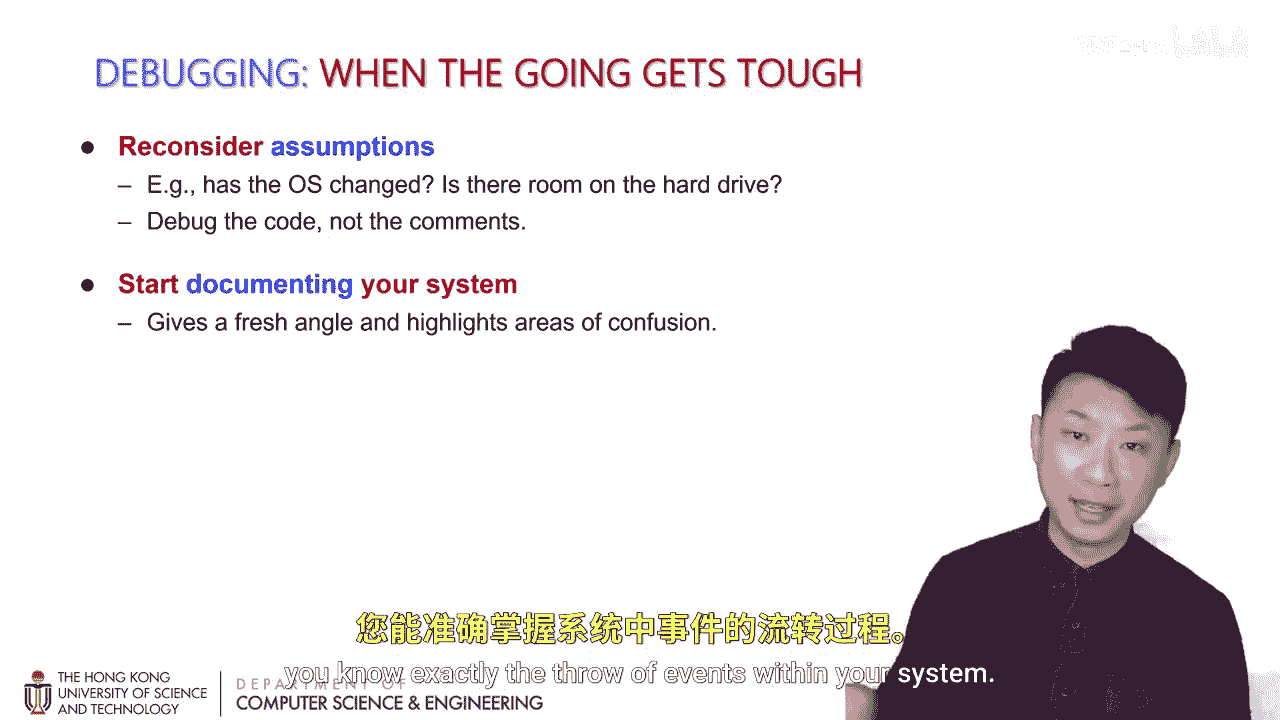 DEBUGGING: WHEN THE GOING GETS TOUGH
● Reconsider assumptions
– E.g., has the OS changed? Is there room on the hard drive?
– Debug the code, not the comments.
● Start documenting your system
– Gives a fresh angle and highlights areas of confusion.
您能准确掌握系统中事件的流转过程。
you know exactly the throw of events within your system.
THE HONG KONG
UNIVERSITY OF SCIENCE
AND TECHNOLOGY
DEPARTMENT OF
COMPUTER SCIENCE & ENGINEERING